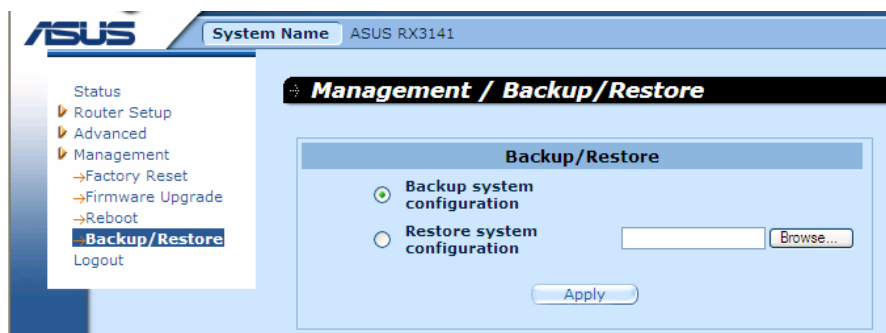 ASUS
System Name ASUS RX3141
Status
Router Setup
Advanced
Management
→Factory Reset
→Firmware Upgrade
→Reboot
→Backup/Restore
Logout
Management / Backup/Restore
Backup/Restore
Backup system
configuration
Restore system
configuration
Browse...
Apply